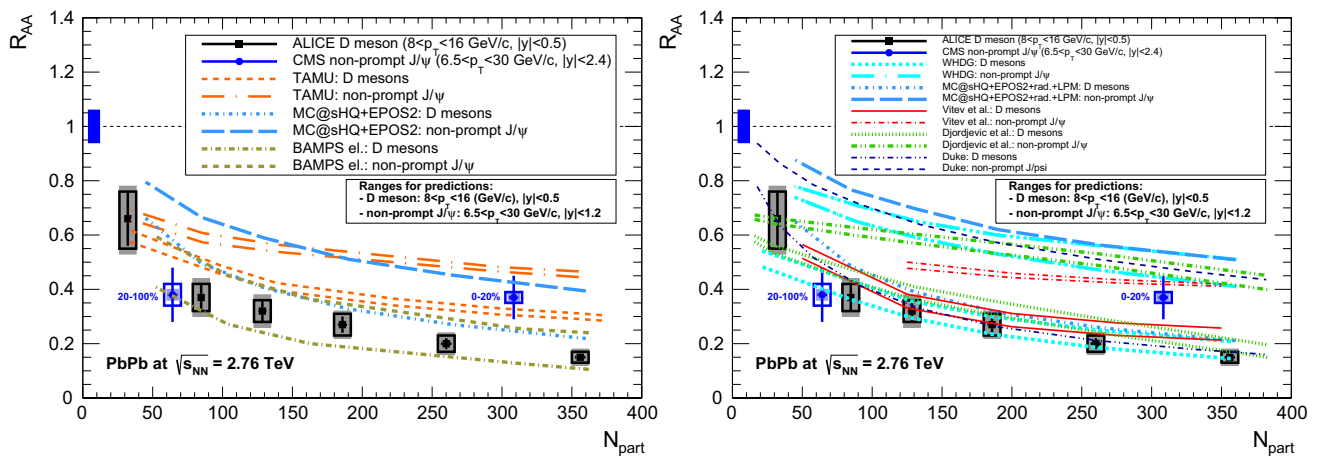 R_AA
1.4
1.2
1
0.8
0.6
0.4
0.2
0
ALICE D meson (8<p_T<16 GeV/c, |y|<0.5)
CMS non-prompt J/ψ (6.5<p_T<30 GeV/c, |y|<2.4)
TAMU: D mesons
TAMU: non-prompt J/ψ
MC@sHQ+EPOS2: D mesons
MC@sHQ+EPOS2: non-prompt J/ψ
BAMPS el.: D mesons
BAMPS el.: non-prompt J/ψ
Ranges for predictions:
- D meson: 8<p_T<16 (GeV/c), |y|<0.5
- non-prompt J/ψ: 6.5<p_T<30 GeV/c, |y|<1.2
20-100%
0-20%
PbPb at √s_NN = 2.76 TeV
0 50 100 150 200 250 300 350 400
N_part
R_AA
1.4
1.2
1
0.8
0.6
0.4
0.2
0
ALICE D meson (8<p_T<16 GeV/c, |y|<0.5)
CMS non-prompt J/ψ (6.5<p_T<30 GeV/c, |y|<2.4)
WHDG: D mesons
WHDG: non-prompt J/ψ
MC@sHQ+EPOS2+rad.+LPM: D mesons
MC@sHQ+EPOS2+rad.+LPM: non-prompt J/ψ
Vitev et al.: D mesons
Vitev et al.: non-prompt J/ψ
Djordjevic et al.: D mesons
Djordjevic et al.: non-prompt J/ψ
Duke: D mesons
Duke: non-prompt J/psi
Ranges for predictions:
- D meson: 8<p_T<16 (GeV/c), |y|<0.5
- non-prompt J/ψ: 6.5<p_T<30 GeV/c, |y|<1.2
20-100%
0-20%
PbPb at √s_NN = 2.76 TeV
0 50 100 150 200 250 300 350 400
N_part